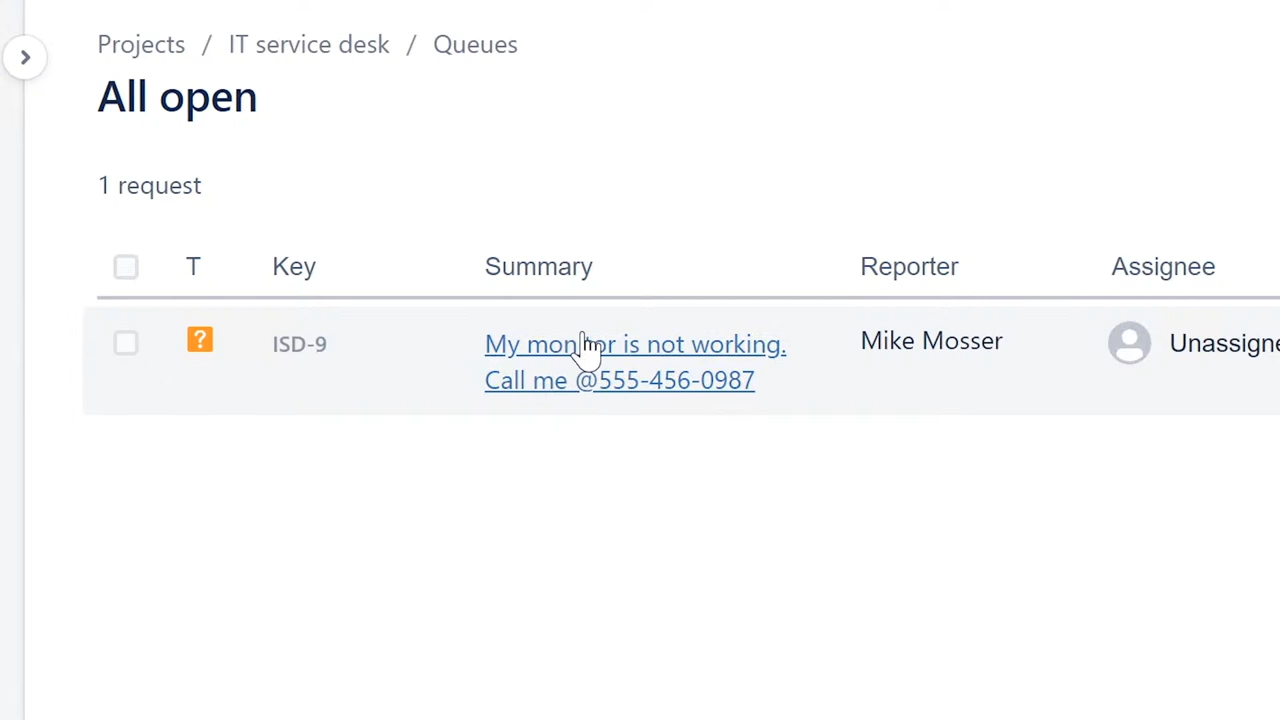 Projects / IT service desk / Queues
All open
1 request
T Key Summary Reporter Assignee
? ISD-9 My monitor is not working. Mike Mosser
Call me @555-456-0987